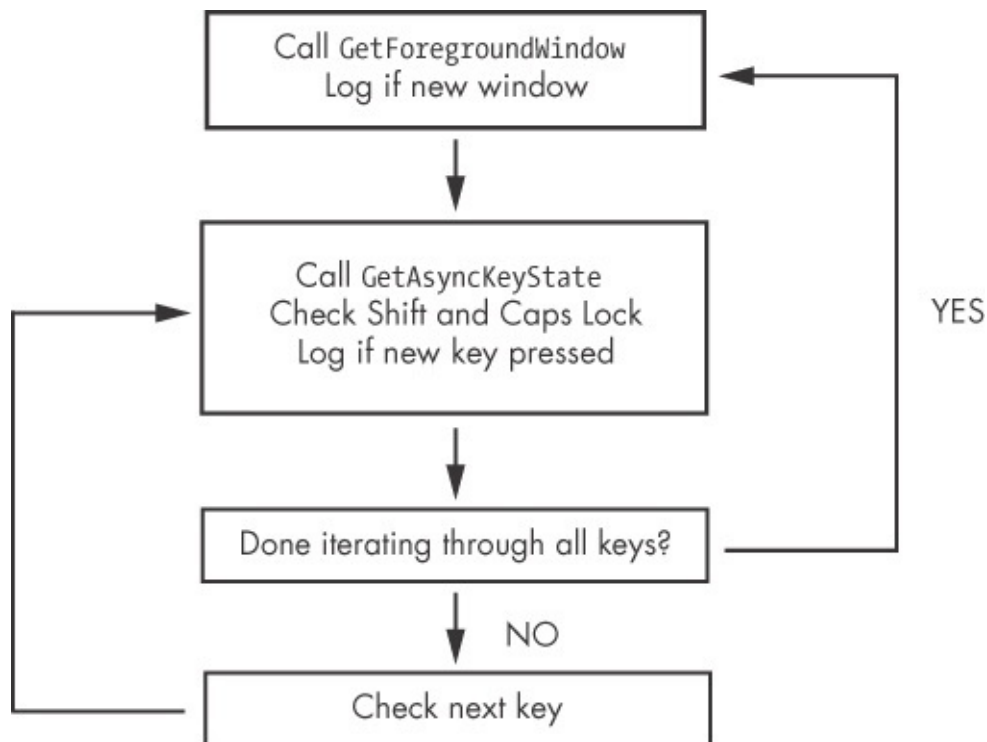 Call GetForegroundWindow
Log if new window
Call GetAsyncKeyState
Check Shift and Caps Lock
Log if new key pressed
YES
Done iterating through all keys?
NO
Check next key